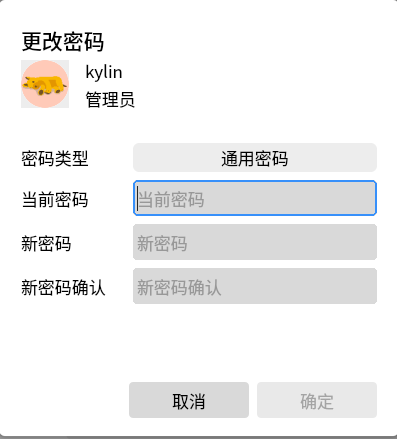 更改密码
kylin
管理员
密码类型 通用密码
当前密码 当前密码
新密码 新密码
新密码确认 新密码确认
取消 确定